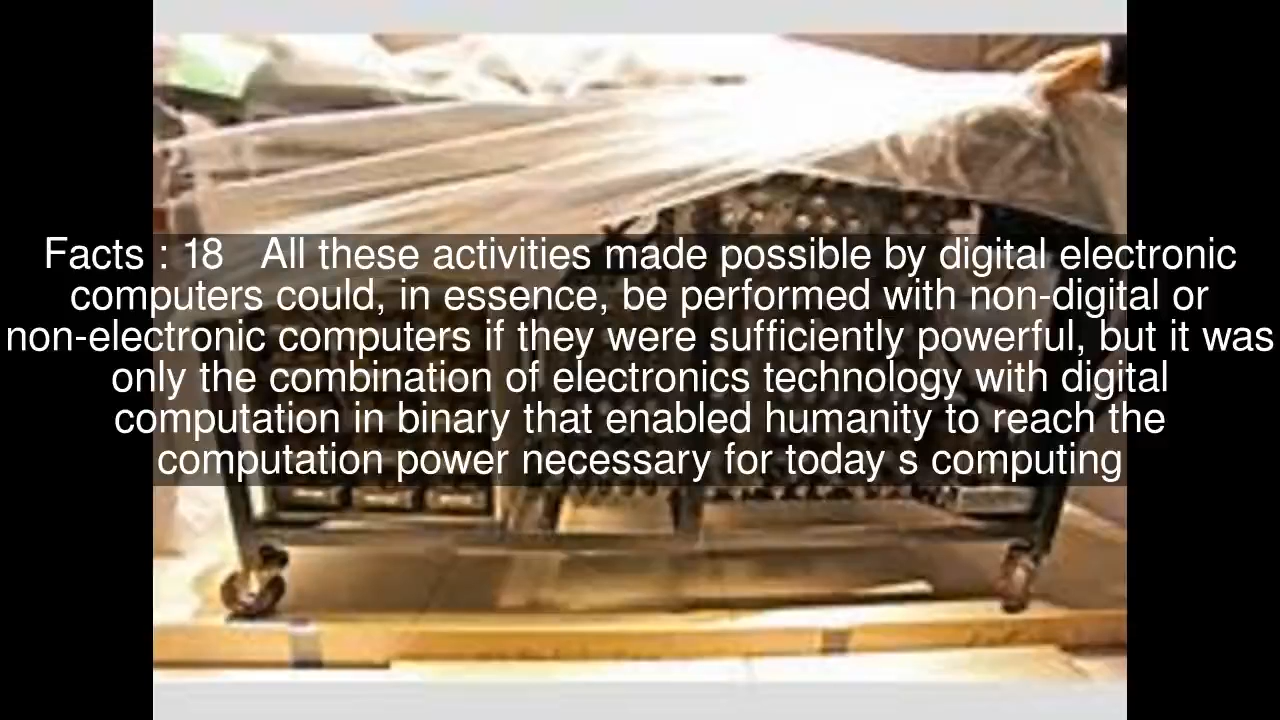 Facts : 18 All these activities made possible by digital electronic
computers could, in essence, be performed with non-digital or
non-electronic computers if they were sufficiently powerful, but it was
only the combination of electronics technology with digital
computation in binary that enabled humanity to reach the
computation power necessary for today s computing